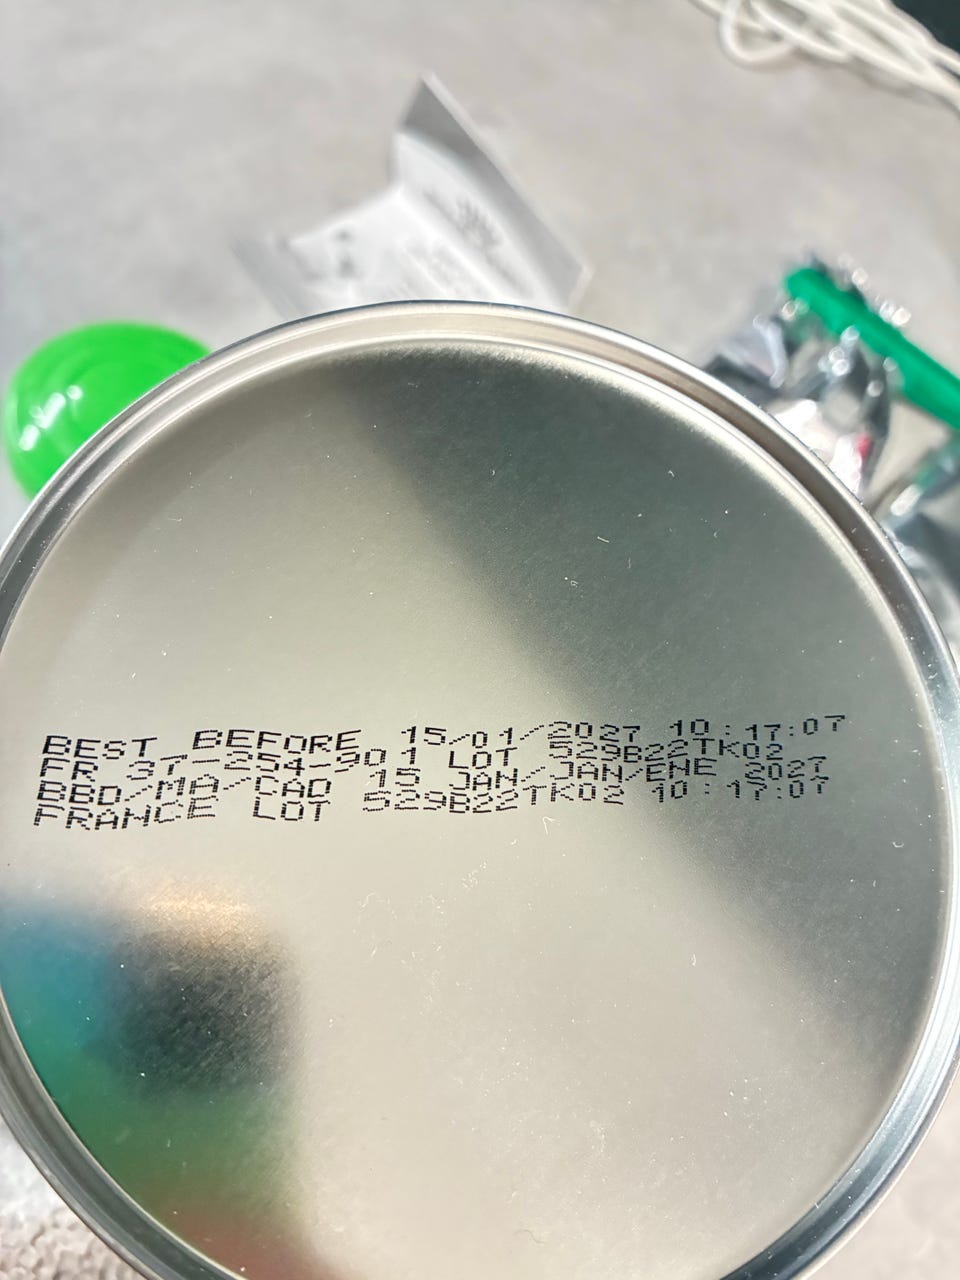 BEST BEFORE 15/01/2027 10:17:07
FR 37-254-901 LOT 529B22TK02
BBD/MA/CAD 15 JAN/JAN/ENE 2027
FRANCE LOT 529B22TK02 10:17:07